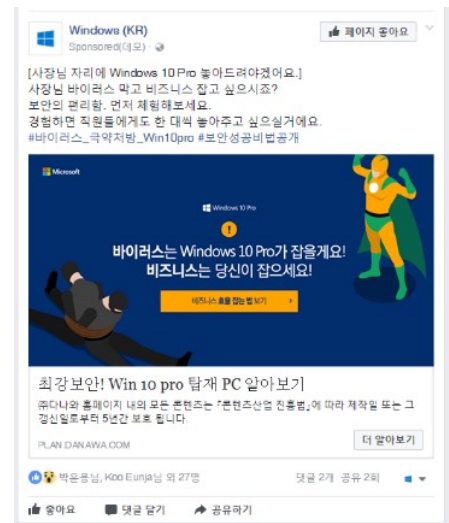 Windows (KR)
Sponsored(데모) ·
페이지 좋아요
[사장님 자리에 Windows 10 Pro 놓아드려야겠어요.]
사장님 바이러스 막고 비즈니스 잡고 싶으시죠?
보안의 편리함. 먼저 체험해보세요.
경험하면 직원들에게도 한 대씩 놓아주고 싶으실거에요.
#바이러스_극약처방_Win10pro #보안성공비법공개
Microsoft
Windows 10 Pro
바이러스는 Windows 10 Pro가 잡을게요!
비즈니스는 당신이 잡으세요!
비즈니스 효율 잡는 법 보기
최강보안! Win 10 pro 탑재 PC 알아보기
㈜다나와 홈페이지 내의 모든 콘텐츠는 『콘텐츠산업 진흥법』에 따라 제작일 또는 그
갱신일로부터 5년간 보호 됩니다.
PLAN.DANAWA.COM
더 알아보기
박은용님, Koo Eunja님 외 27명
댓글 2개 공유 2회
좋아요 댓글 달기 공유하기